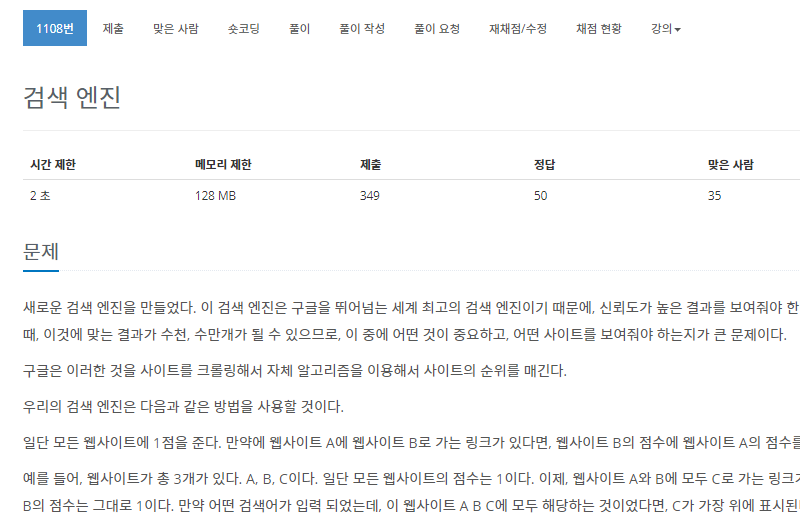 1108번 제출 맞은 사람 숏코딩 풀이 풀이 작성 풀이 요청 재채점/수정 채점 현황 강의
검색 엔진
시간 제한 메모리 제한 제출 정답 맞은 사람
2 초 128 MB 349 50 35
문제
새로운 검색 엔진을 만들었다. 이 검색 엔진은 구글을 뛰어넘는 세계 최고의 검색 엔진이기 때문에, 신뢰도가 높은 결과를 보여줘야 한
때, 이것에 맞는 결과가 수천, 수만개가 될 수 있으므로, 이 중에 어떤 것이 중요하고, 어떤 사이트를 보여줘야 하는지가 큰 문제이다.
구글은 이러한 것을 사이트를 크롤링해서 자체 알고리즘을 이용해서 사이트의 순위를 매긴다.
우리의 검색 엔진은 다음과 같은 방법을 사용할 것이다.
일단 모든 웹사이트에 1점을 준다. 만약에 웹사이트 A에 웹사이트 B로 가는 링크가 있다면, 웹사이트 B의 점수에 웹사이트 A의 점수를
예를 들어, 웹사이트가 총 3개가 있다. A, B, C이다. 일단 모든 웹사이트의 점수는 1이다. 이제, 웹사이트 A와 B에 모두 C로 가는 링크가
B의 점수는 그대로 1이다. 만약 어떤 검색어가 입력 되었는데, 이 웹사이트 A B C에 모두 해당하는 것이었다면, C가 가장 위에 표시된